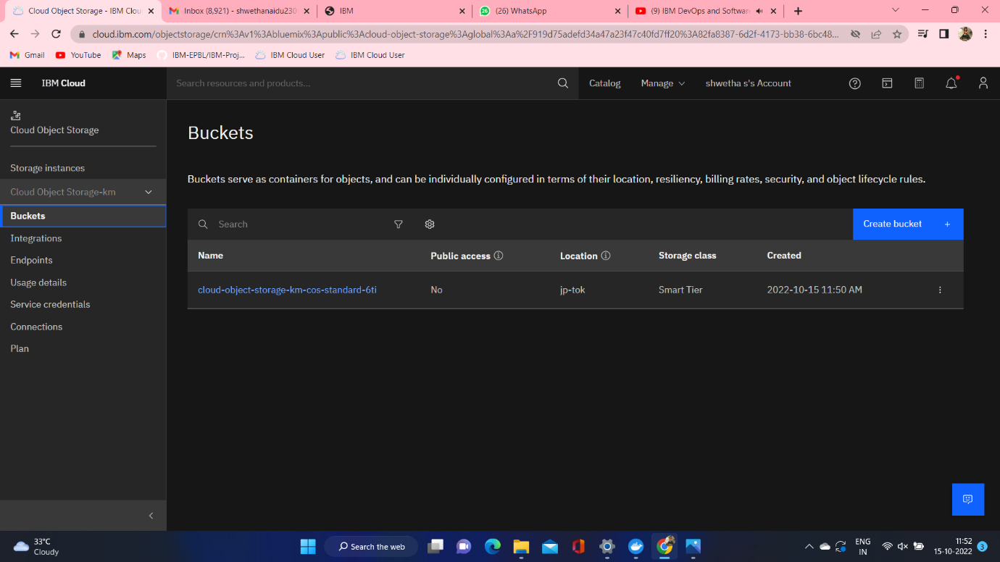 Cloud Object Storage - IBM Clou
Inbox (8,921) - shwethanaidu230
IBM
(26) WhatsApp
(9) IBM DevOps and Software
cloud.ibm.com/objectstorage/crn%3Av1%3Abluemix%3Apublic%3Acloud-object-storage%3Aglobal%3Aa%2F919d75adefd34a47a23f47c40fd7ff20%3A82fa8387-6d2f-4173-bb38-6bc48...
Gmail
YouTube
Maps
IBM-EPBL/IBM-Proj...
IBM Cloud User
IBM Cloud User
IBM Cloud
Search resources and products...
Catalog
Manage
shwetha s's Account
Cloud Object Storage
Storage instances
Cloud Object Storage-km
Buckets
Integrations
Endpoints
Usage details
Service credentials
Connections
Plan
Buckets
Buckets serve as containers for objects, and can be individually configured in terms of their location, resiliency, billing rates, security, and object lifecycle rules.
Search
Create bucket +
Name Public access Location Storage class Created
cloud-object-storage-km-cos-standard-6ti No jp-tok Smart Tier 2022-10-15 11:50 AM
33°C
Cloudy
Search the web
ENG
IN
11:52
15-10-2022
3